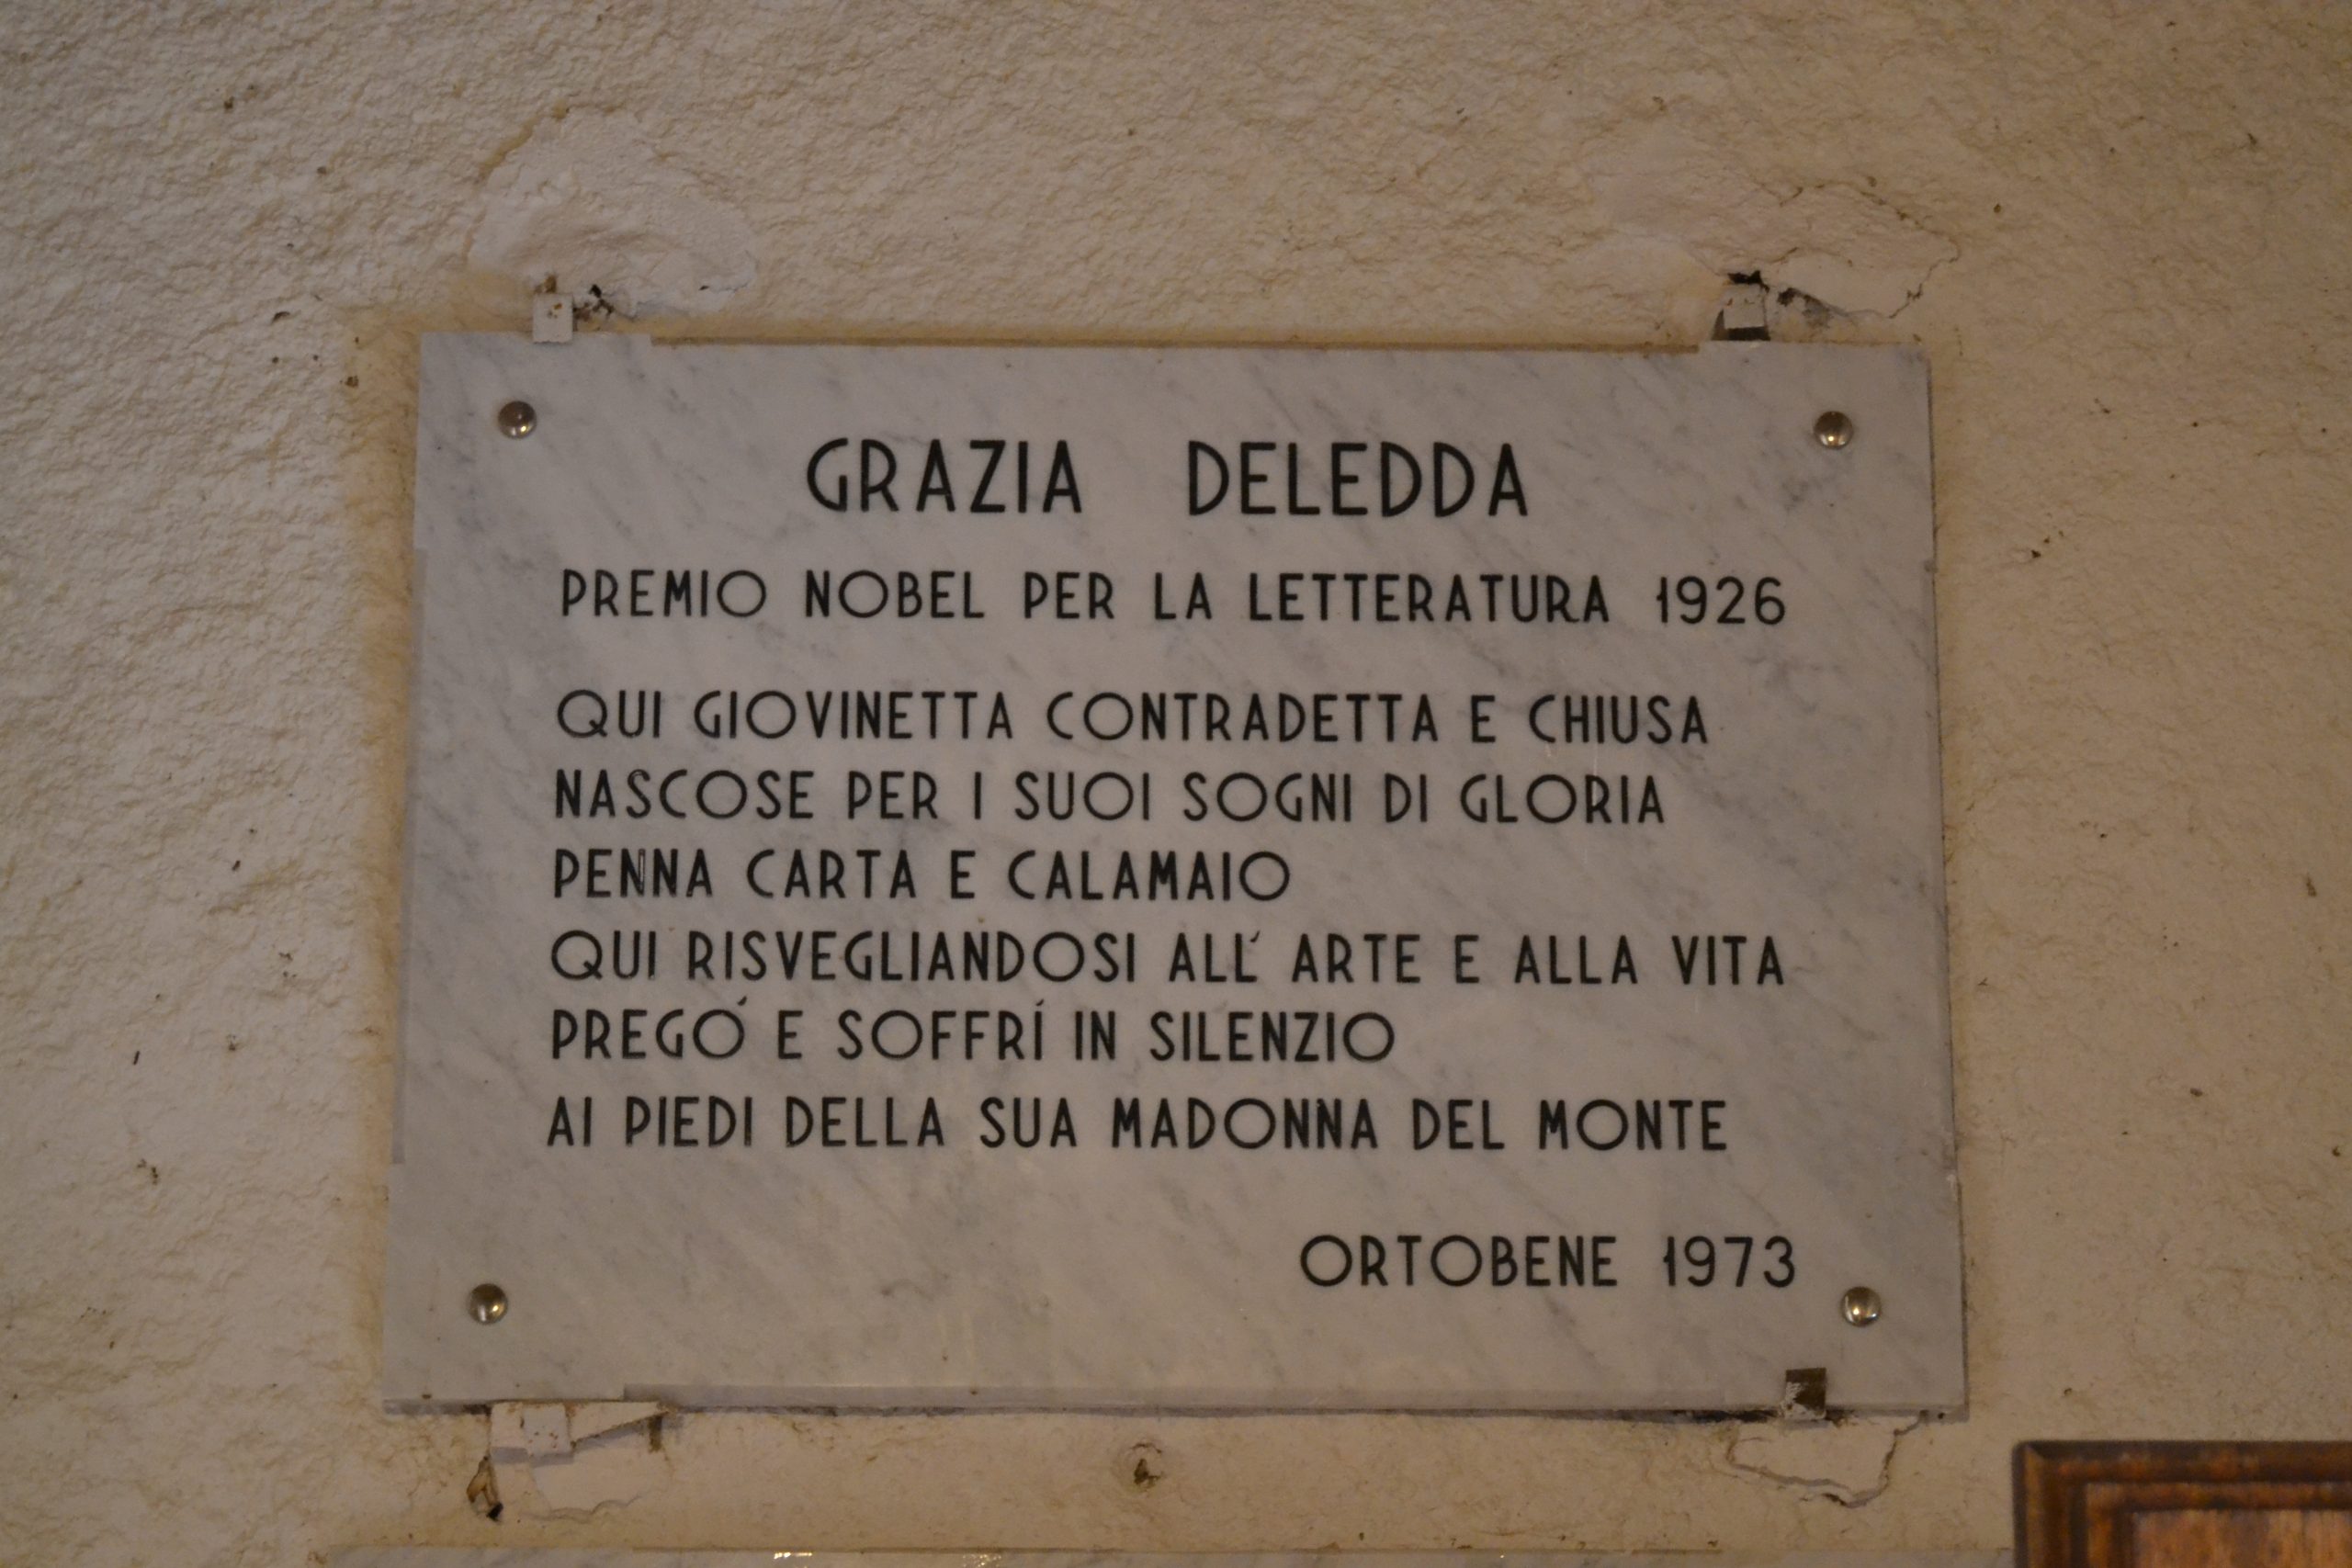 GRAZIA DELEDDA
PREMIO NOBEL PER LA LETTERATURA 1926
QUI GIOVINETTA CONTRADETTA E CHIUSA
NASCOSE PER I SUOI SOGNI DI GLORIA
PENNA CARTA E CALAMAIO
QUI RISVEGLIANDOSI ALL' ARTE E ALLA VITA
PREGÓ E SOFFRÍ IN SILENZIO
AI PIEDI DELLA SUA MADONNA DEL MONTE
ORTOBENE 1973